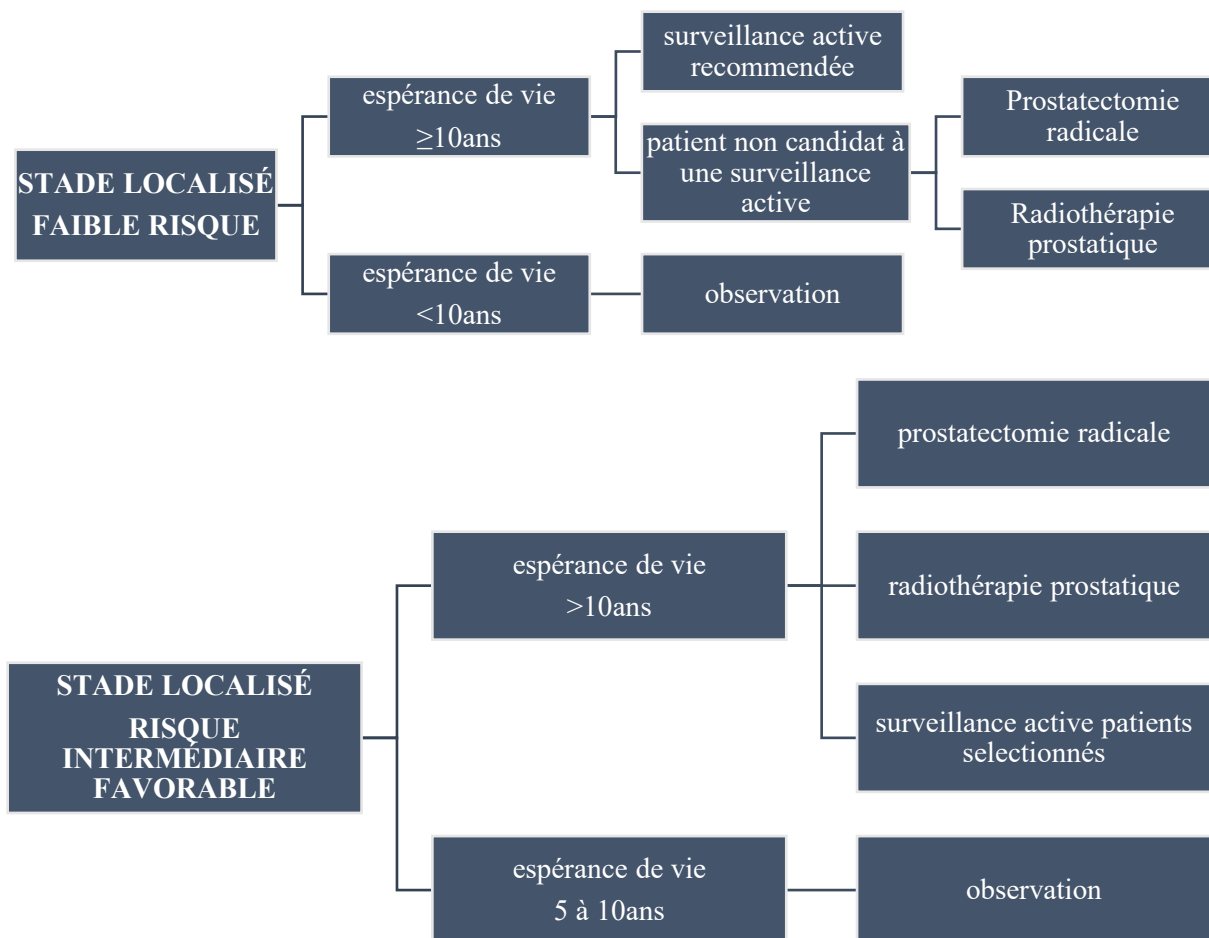 STADE LOCALISÉ
FAIBLE RISQUE
espérance de vie
≥10ans
surveillance active
recommendée
patient non candidat à
une surveillance
active
Prostatectomie
radicale
Radiothérapie
prostatique
espérance de vie
<10ans
observation
STADE LOCALISÉ
RISQUE
INTERMÉDIAIRE
FAVORABLE
espérance de vie
>10ans
prostatectomie radicale
radiothérapie prostatique
surveillance active patients
selectionnés
espérance de vie
5 à 10ans
observation